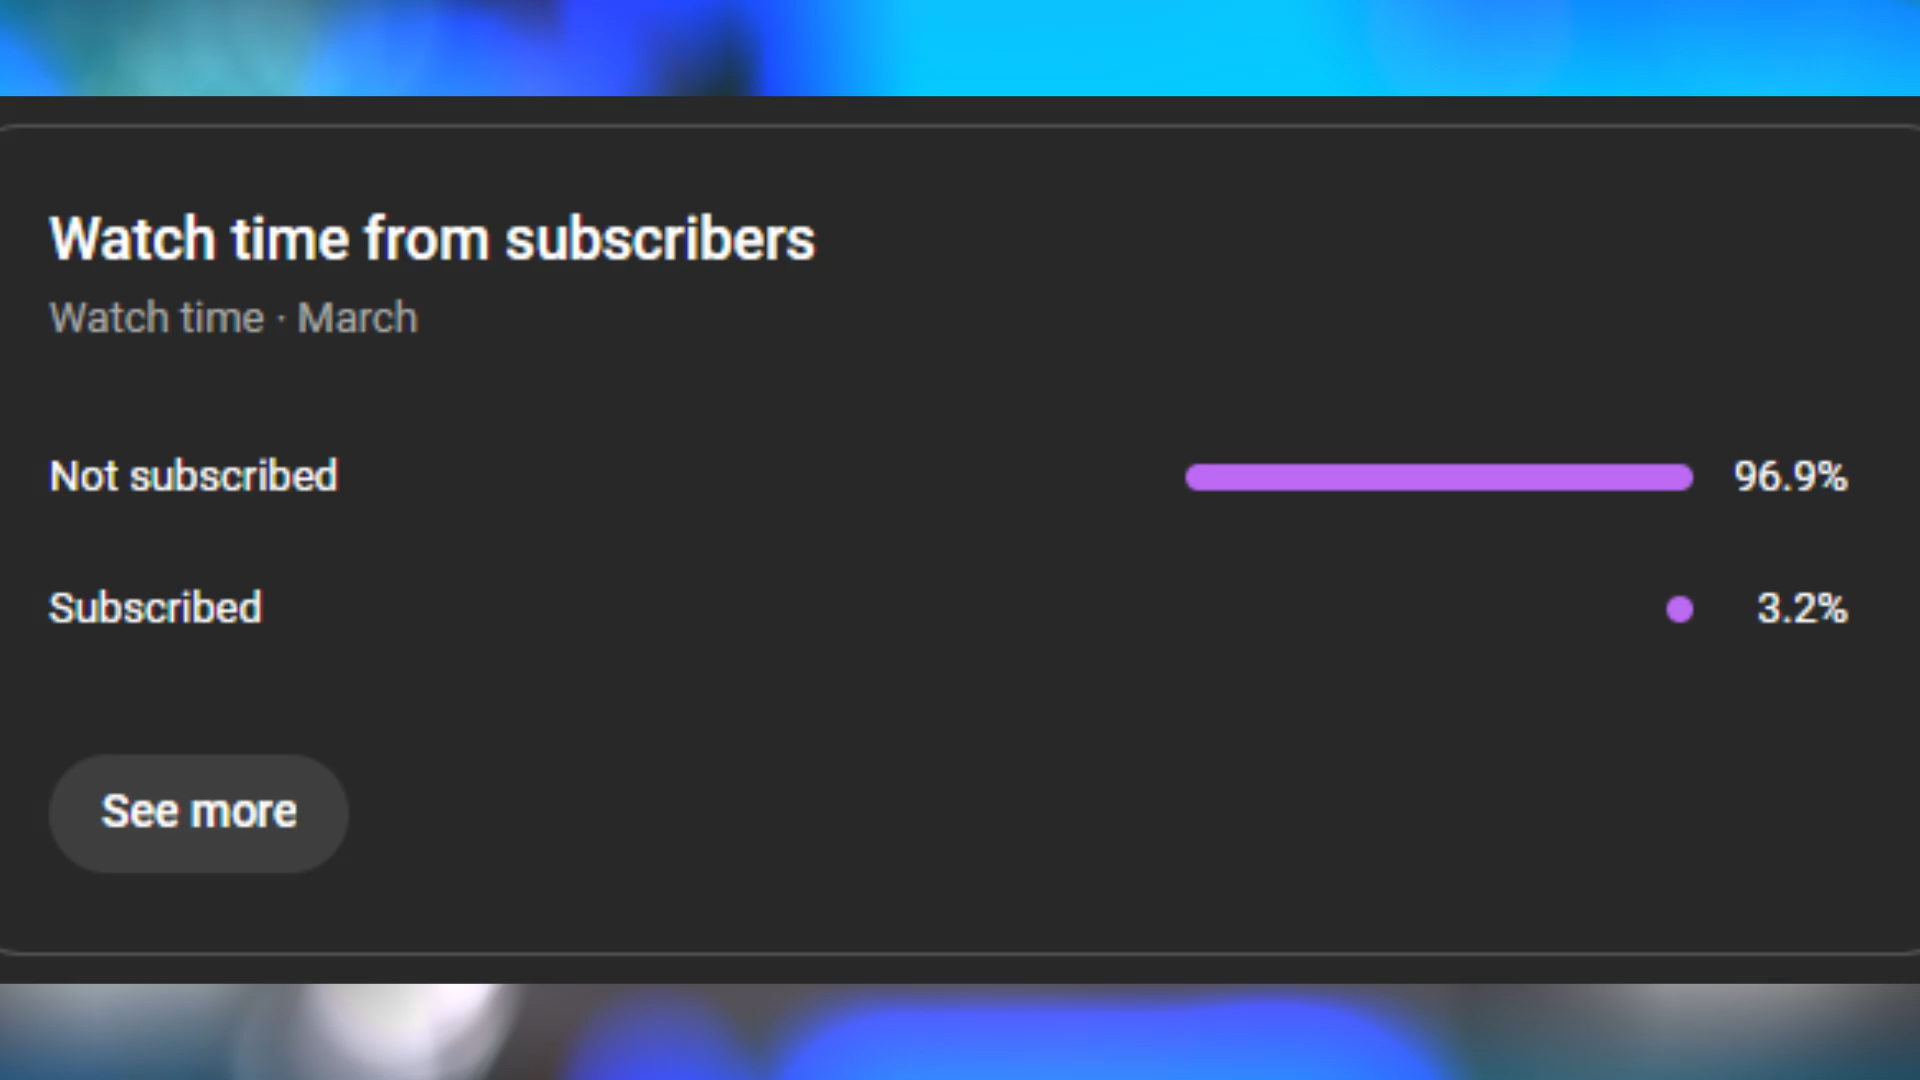 Watch time from subscribers
Watch time · March
Not subscribed 96.9%
Subscribed 3.2%
See more